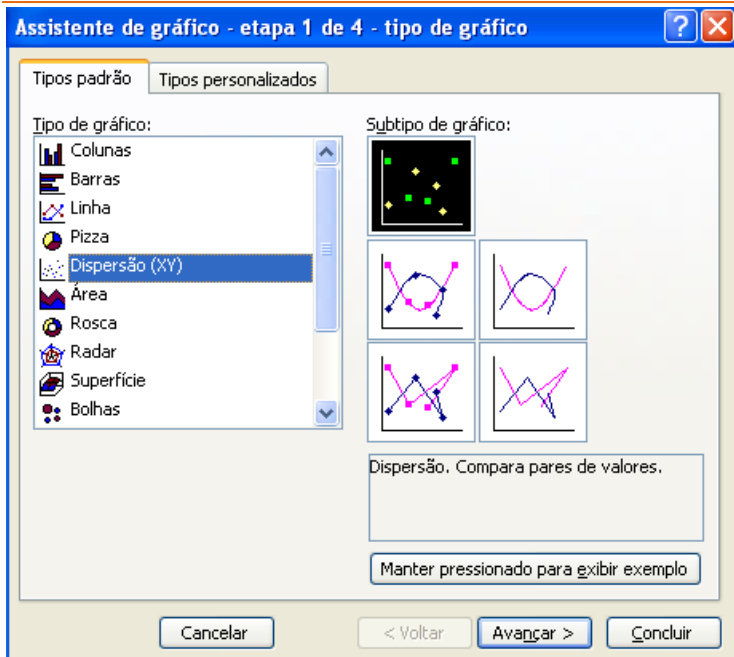 Assistente de gráfico - etapa 1 de 4 - tipo de gráfico
Tipos padrão
Tipos personalizados
Tipo de gráfico:
Colunas
Barras
Linha
Pizza
Dispersão (XY)
Área
Rosca
Radar
Superfície
Bolhas
Subtipo de gráfico:
Dispersão. Compara pares de valores.
Manter pressionado para exibir exemplo
Cancelar
< Voltar
Avançar >
Concluir